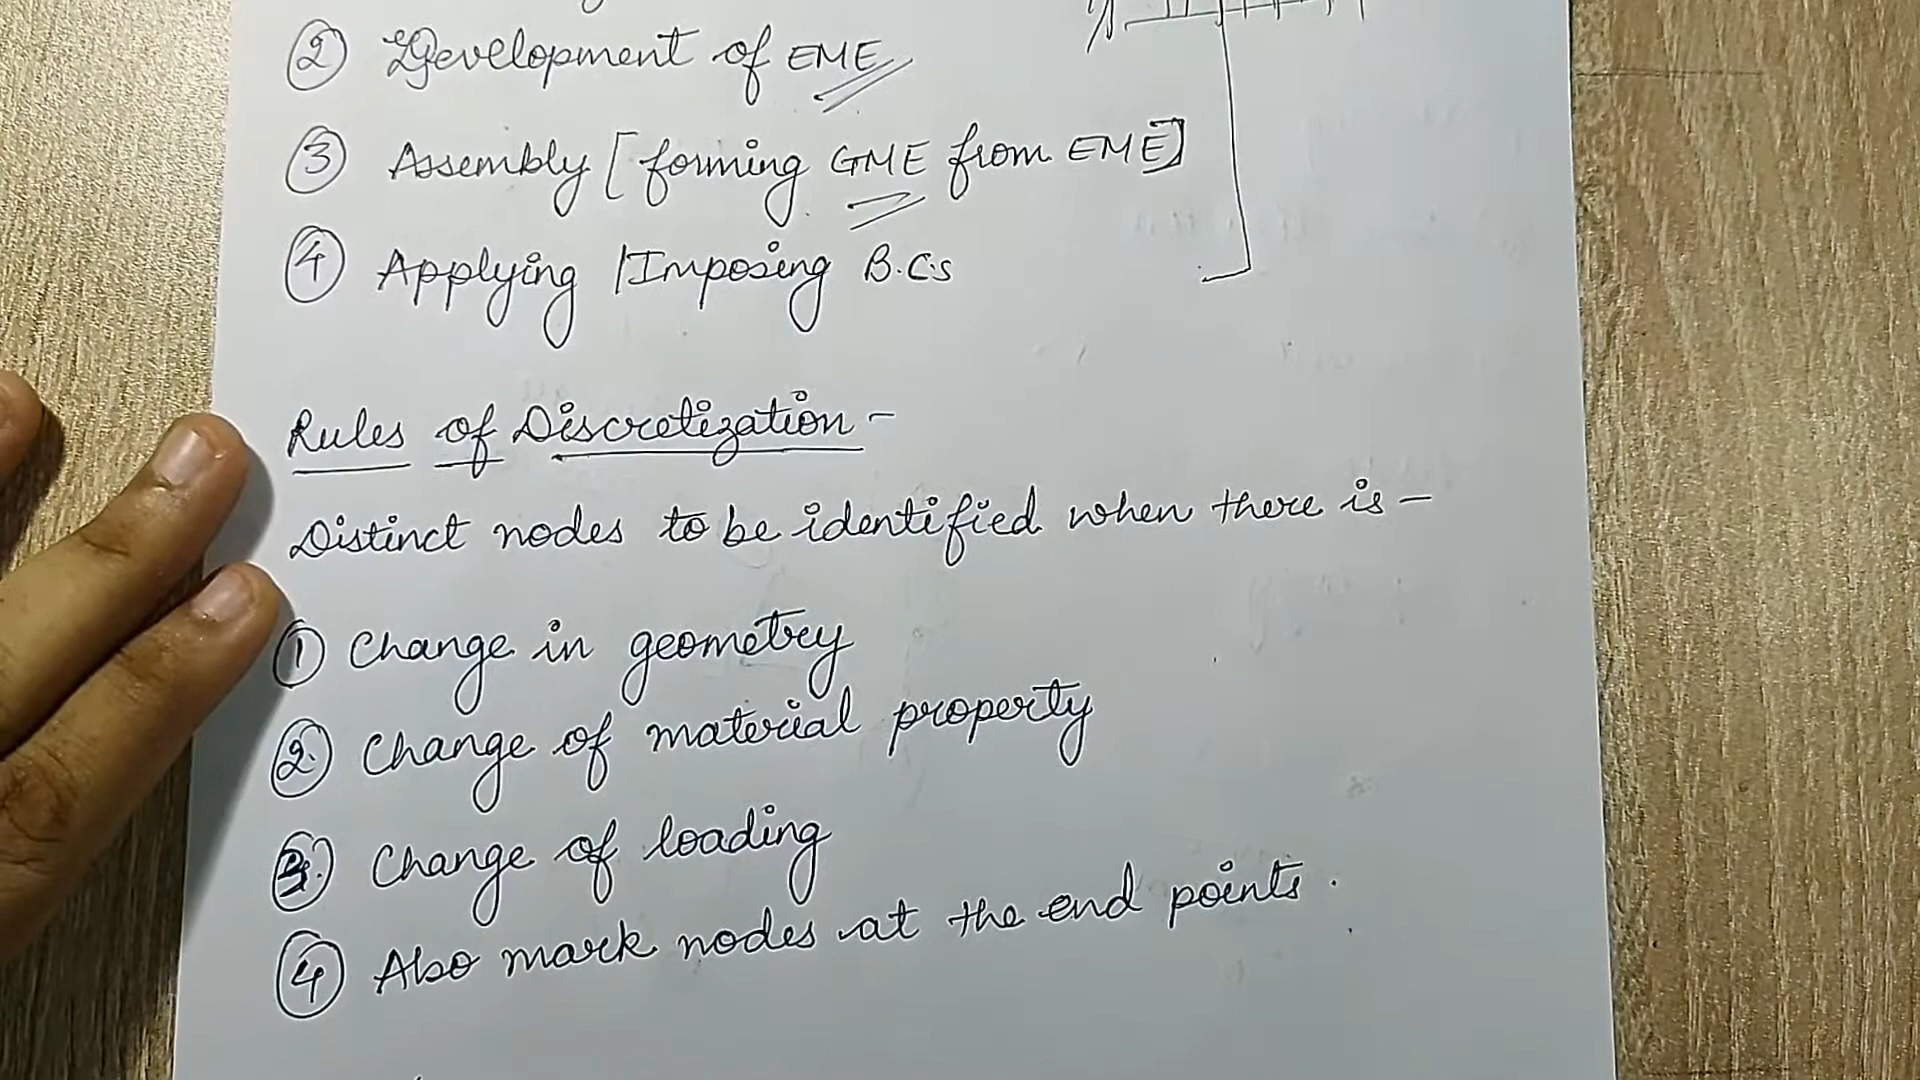 ② Development of EME
③ Assembly [forming GME from EME]
④ Applying /Imposing B.C.s
Rules of Discretization -
Distinct nodes to be identified when there is -
① Change in geometry
②. Change of material property
③. Change of loading
④ Also mark nodes at the end points.